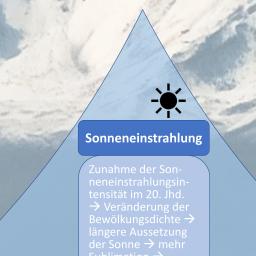 Sonneneinstrahlung
Zunahme der Son-
neneinstrahlungsin-
tensität im 20. Jhd.
→ Veränderung der
Bewölkungsdichte →
längere Aussetzung
der Sonne → mehr
Sublimation →